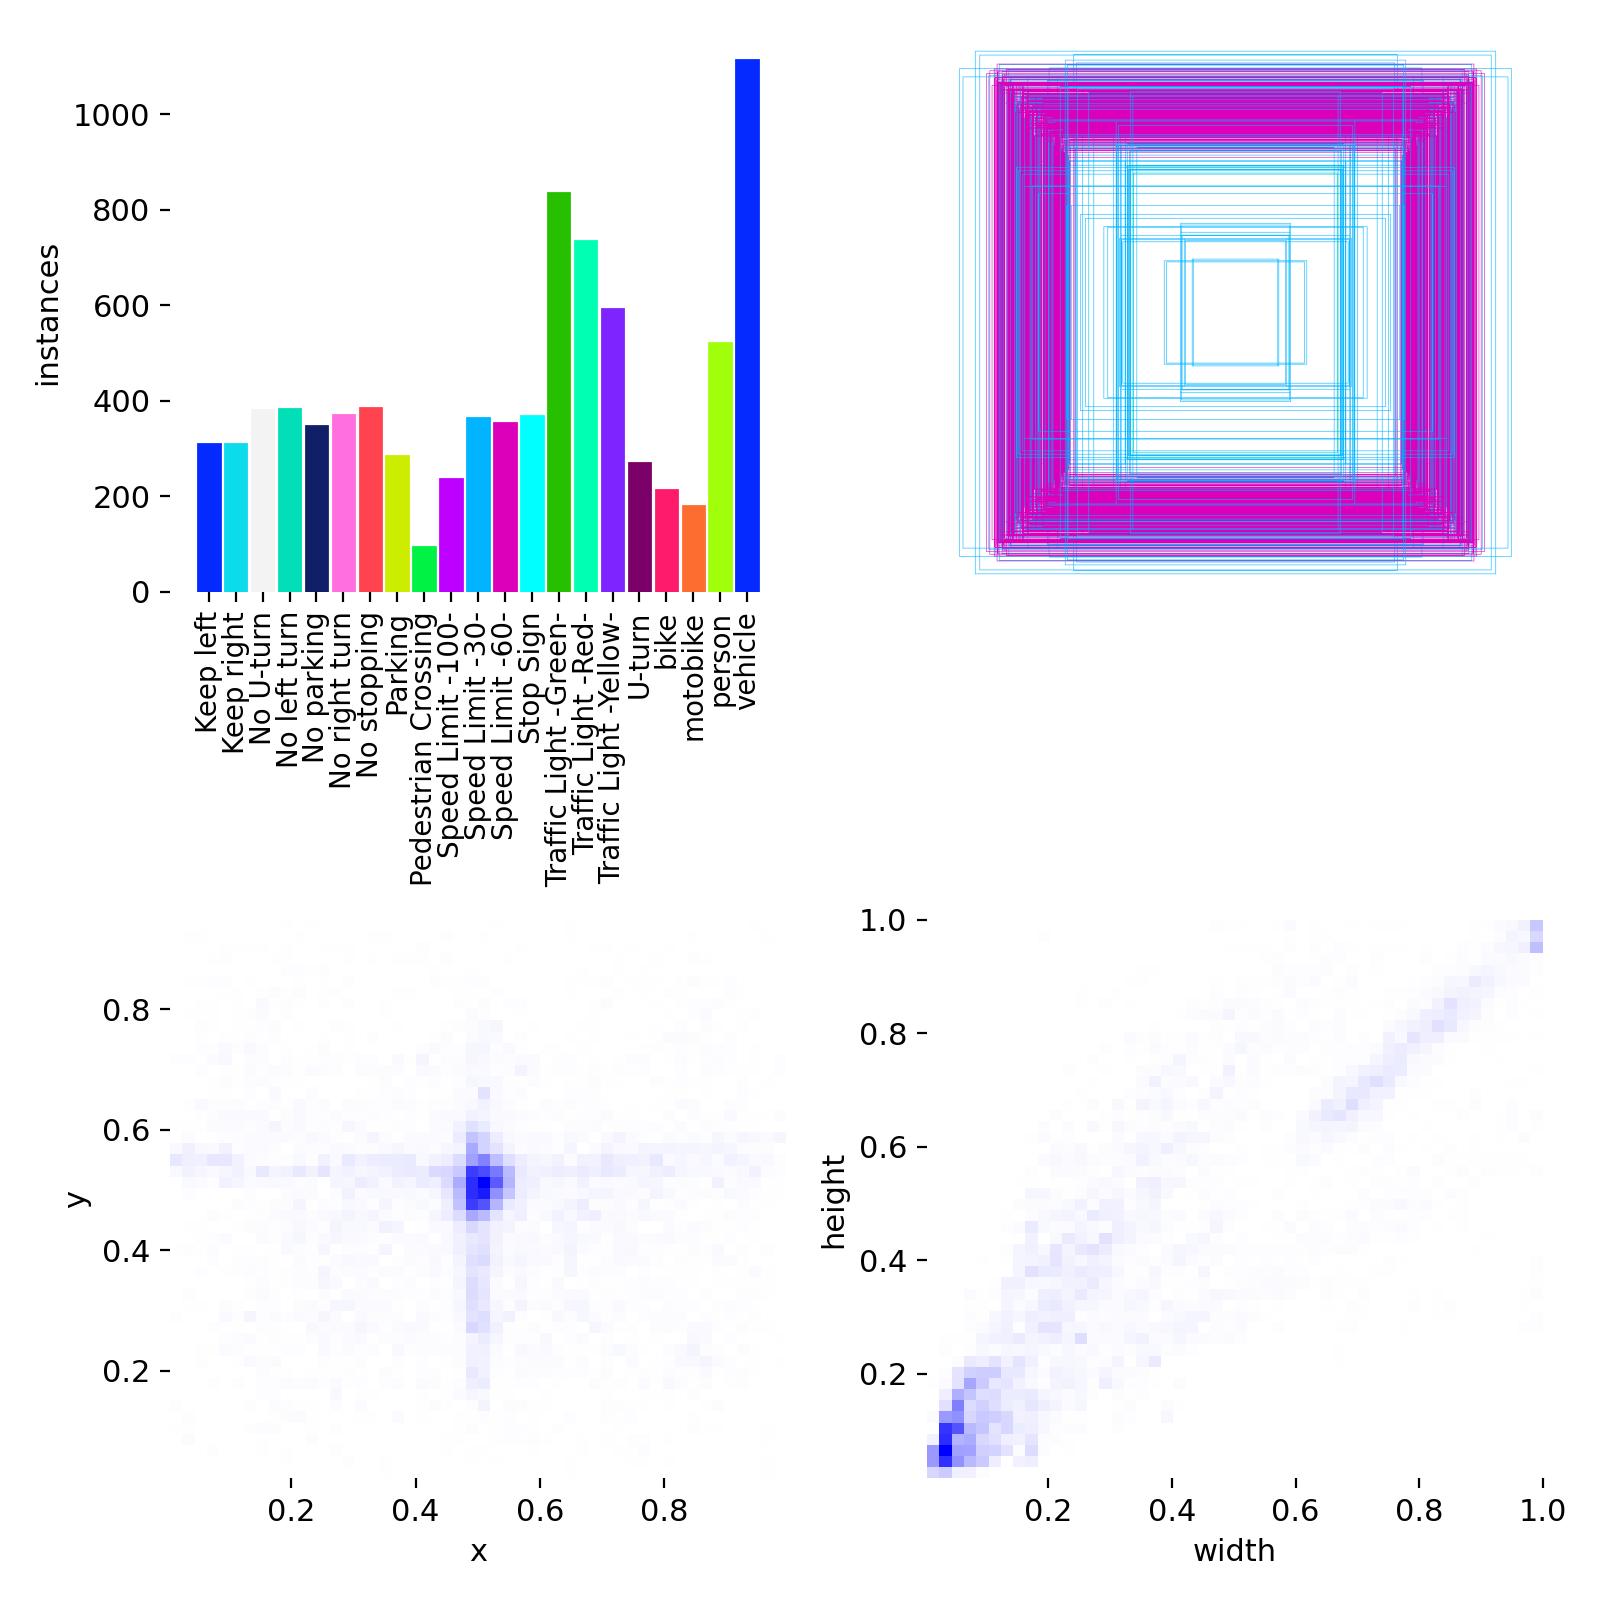 1000
800
600
400
200
0
instances
Keep left
Keep right
No U-turn
No left turn
No parking
No right turn
No stopping
Parking
Pedestrian Crossing
Speed Limit -100-
Speed Limit -30-
Speed Limit -60-
Stop Sign
Traffic Light -Green-
Traffic Light -Red-
Traffic Light -Yellow-
U-turn
bike
motobike
person
vehicle
0.8
0.6
0.4
0.2
y
0.2 0.4 0.6 0.8
x
1.0
0.8
0.6
0.4
0.2
height
0.2 0.4 0.6 0.8 1.0
width